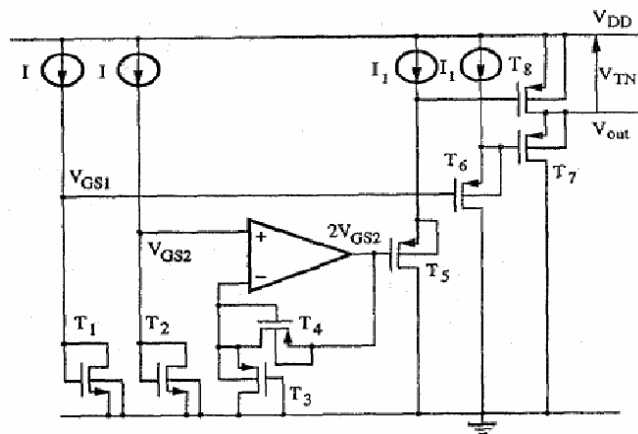 V_DD
I
I
I_1
I_1
T_8
V_TN
V_out
T_6
T_7
V_GS1
V_GS2
+
−
2V_GS2
T_5
T_1
T_2
T_4
T_3